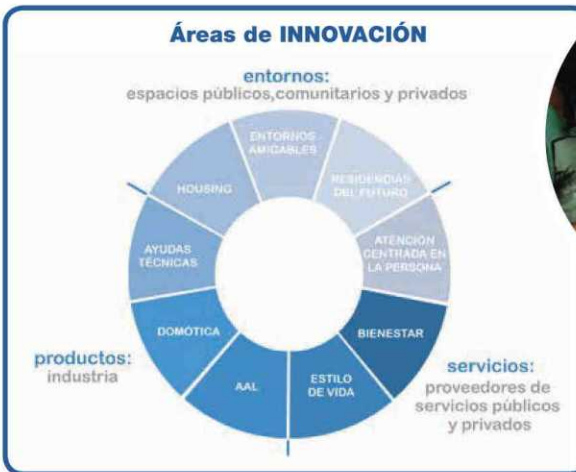 Áreas de INNOVACIÓN
entornos:
espacios públicos,comunitarios y privados
ENTORNOS
AMIGABLES
RESIDENCIAS
DEL FUTURO
HOUSING
ATENCIÓN
CENTRADA EN
LA PERSONA
AYUDAS
TÉCNICAS
DOMÓTICA
BIENESTAR
AAL
ESTILO
DE VIDA
productos:
industria
servicios:
proveedores de
servicios públicos
y privados